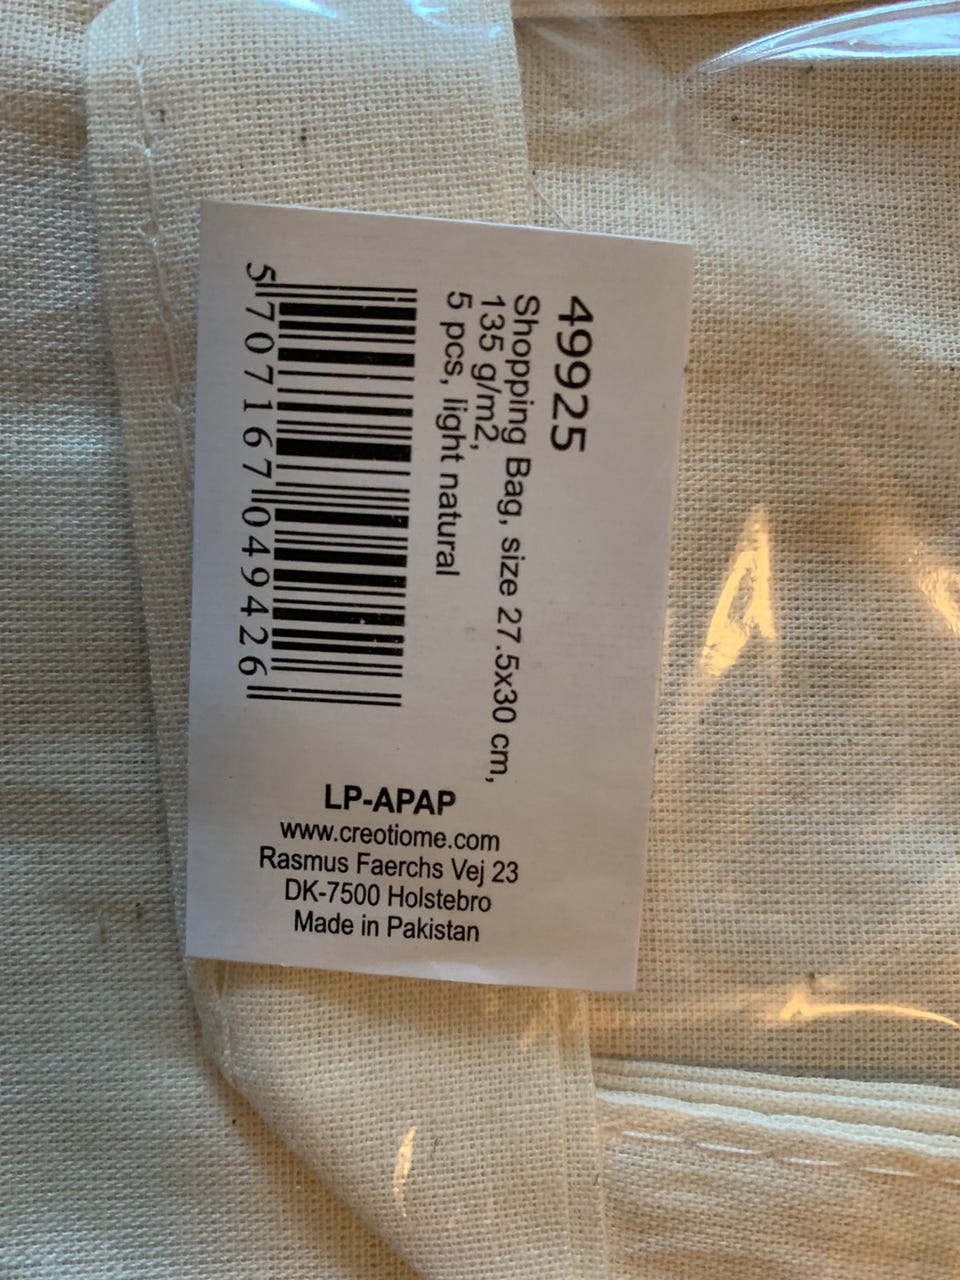 49925
Shopping Bag, size 27.5x30 cm,
135 g/m2,
5 pcs, light natural
5 707167 049426
LP-APAP
www.creotiome.com
Rasmus Faerchs Vej 23
DK-7500 Holstebro
Made in Pakistan